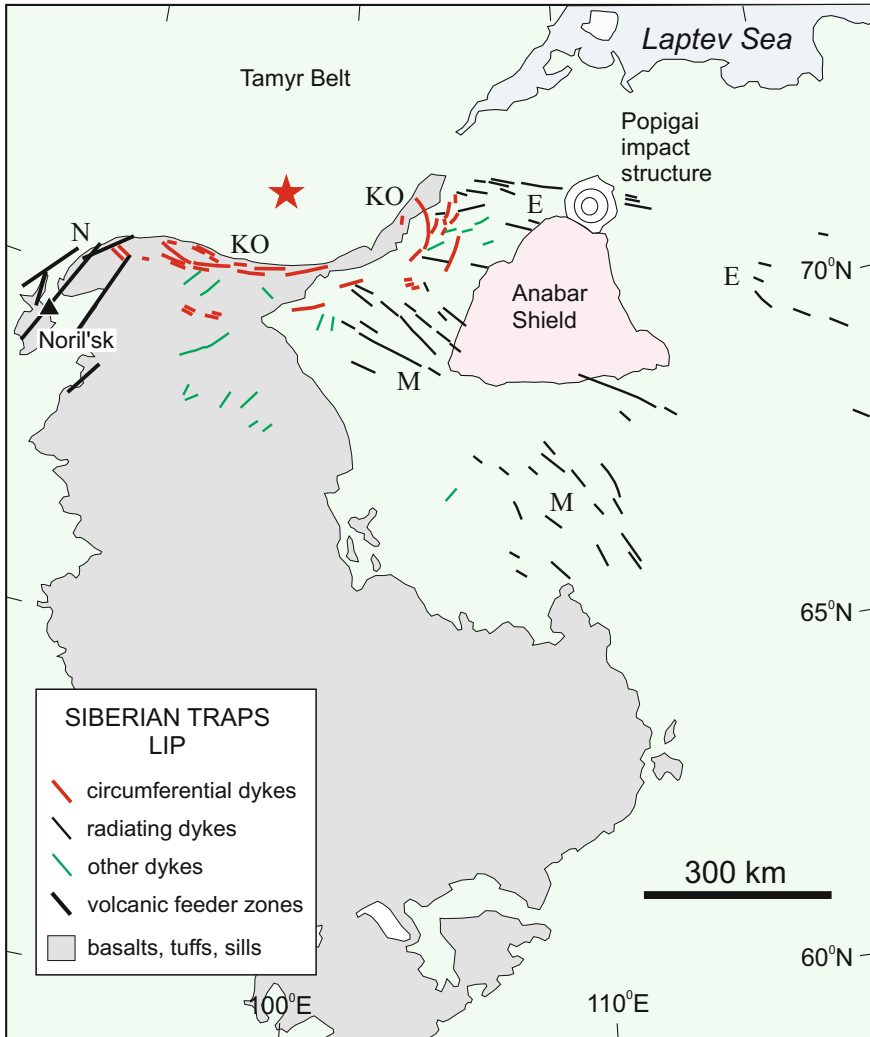 Laptev Sea
Tamyr Belt
Popigai
impact
structure
KO
E
N
KO
70⁰N
E
Anabar
Shield
Noril'sk
M
M
65⁰N
SIBERIAN TRAPS
LIP
circumferential dykes
radiating dykes
other dykes
volcanic feeder zones
basalts, tuffs, sills
300 km
60⁰N
100⁰E
110⁰E